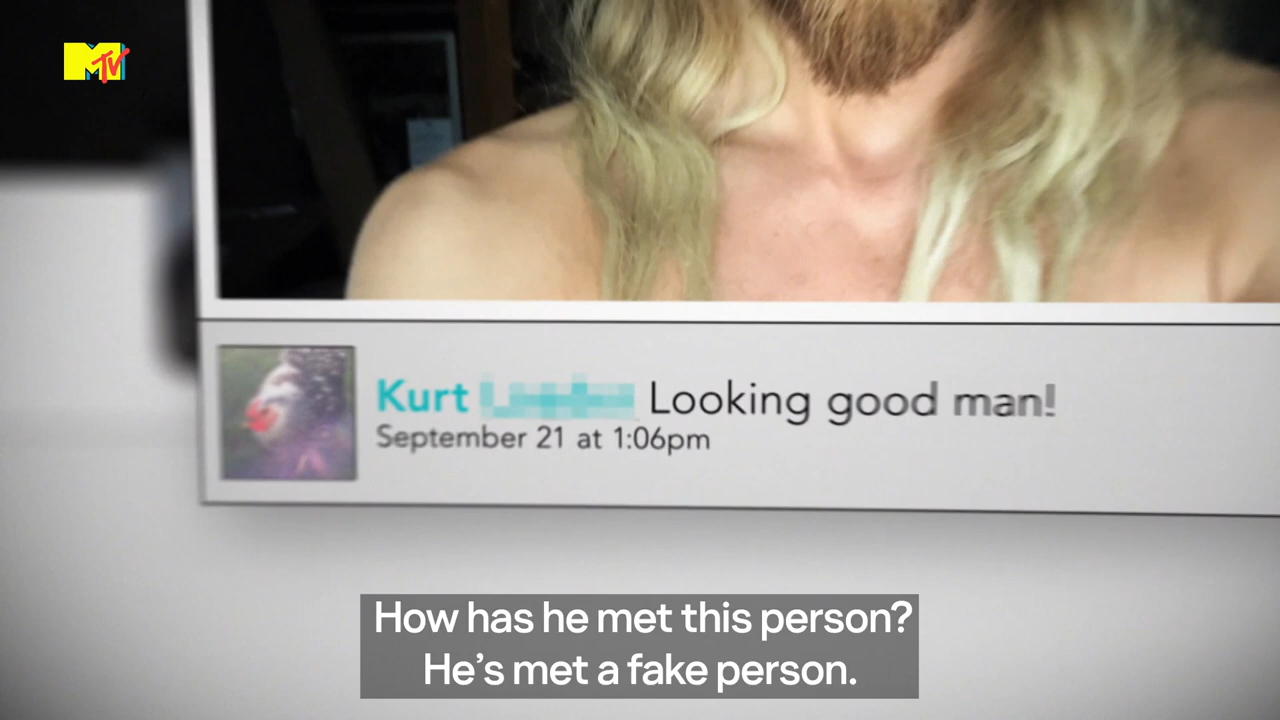 MTV
Kurt Looking good man!
September 21 at 1:06pm
How has he met this person?
He's met a fake person.